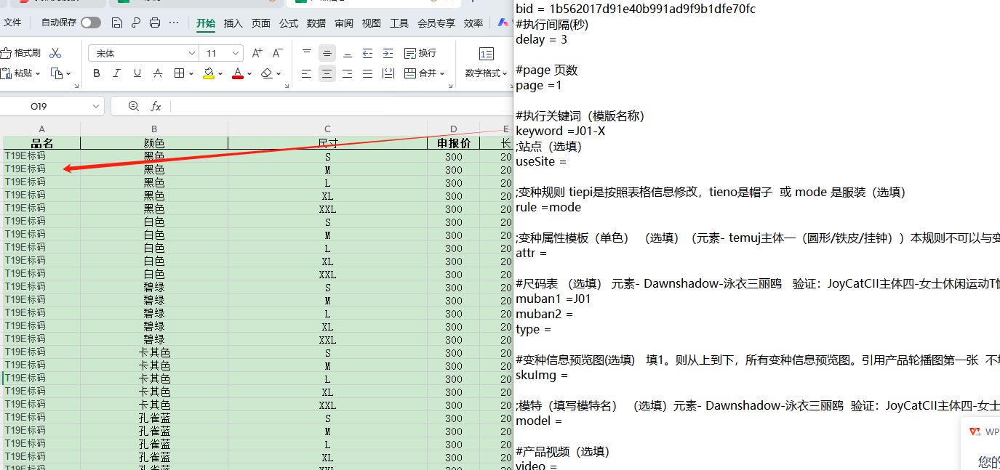 文件 自动保存 开始 插入 页面 公式 数据 审阅 视图 工具 会员专享 效率
格式刷 宋体 11 A+ A- 换行
粘贴 B I U A A 合并 数字格式
O19 fx
A B C D E
品名 颜色 尺寸 申报价 长
T19E标码 黑色 S 300 20
T19E标码 黑色 M 300 20
T19E标码 黑色 L 300 20
T19E标码 黑色 XL 300 20
T19E标码 黑色 XXL 300 20
T19E标码 白色 S 300 20
T19E标码 白色 M 300 20
T19E标码 白色 L 300 20
T19E标码 白色 XL 300 20
T19E标码 白色 XXL 300 20
T19E标码 碧绿 S 300 20
T19E标码 碧绿 M 300 20
T19E标码 碧绿 L 300 20
T19E标码 碧绿 XL 300 20
T19E标码 碧绿 XXL 300 20
T19E标码 卡其色 S 300 20
T19E标码 卡其色 M 300 20
T19E标码 卡其色 L 300 20
T19E标码 卡其色 XL 300 20
T19E标码 卡其色 XXL 300 20
T19E标码 孔雀蓝 S 300 20
T19E标码 孔雀蓝 M 300 20
T19E标码 孔雀蓝 L 300 20
T19E标码 孔雀蓝 XL 300 20
T19E标码 孔雀蓝 XXL 300 20
bid = 1b562017d91e40b991ad9f9b1dfe70fc
#执行间隔(秒)
delay = 3
#page 页数
page =1
#执行关键词（模版名称）
keyword =J01-X
;站点（选填）
useSite =
;变种规则 tiepi是按照表格信息修改，tieno是帽子 或 mode 是服装（选填）
rule =mode
;变种属性模板（单色） （选填）（元素- temuj主体一（圆形/铁皮/挂钟））本规则不可以与变
attr =
#尺码表 （选填） 元素- Dawnshadow-泳衣三丽鸥 验证：JoyCatCII主体四-女士休闲运动T恤
muban1 =J01
muban2 =
type =
#变种信息预览图(选填) 填1。则从上到下，所有变种信息预览图。引用产品轮播图第一张 不
skuImg =
;模特（填写模特名） （选填）元素- Dawnshadow-泳衣三丽鸥 验证：JoyCatCII主体四-女士
model =
#产品视频（选填）
video =
WP
您的